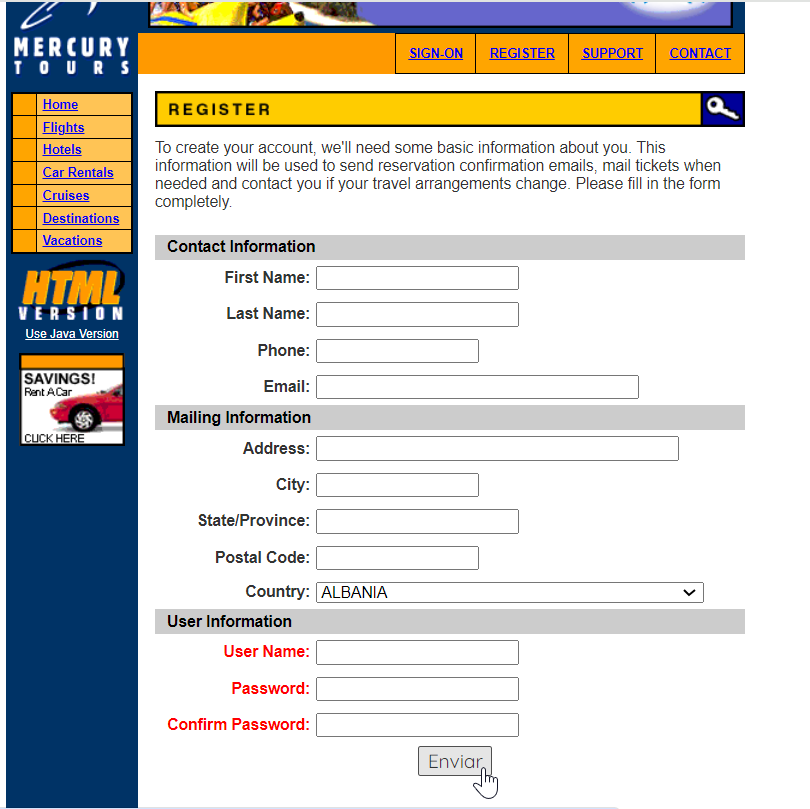 MERCURY
TOURS
SIGN-ON REGISTER SUPPORT CONTACT
Home
Flights
Hotels
Car Rentals
Cruises
Destinations
Vacations
HTML
VERSION
Use Java Version
SAVINGS!
Rent A Car
CLICK HERE
REGISTER
To create your account, we'll need some basic information about you. This
information will be used to send reservation confirmation emails, mail tickets when
needed and contact you if your travel arrangements change. Please fill in the form
completely.
Contact Information
First Name:
Last Name:
Phone:
Email:
Mailing Information
Address:
City:
State/Province:
Postal Code:
Country: ALBANIA
User Information
User Name:
Password:
Confirm Password:
Enviar